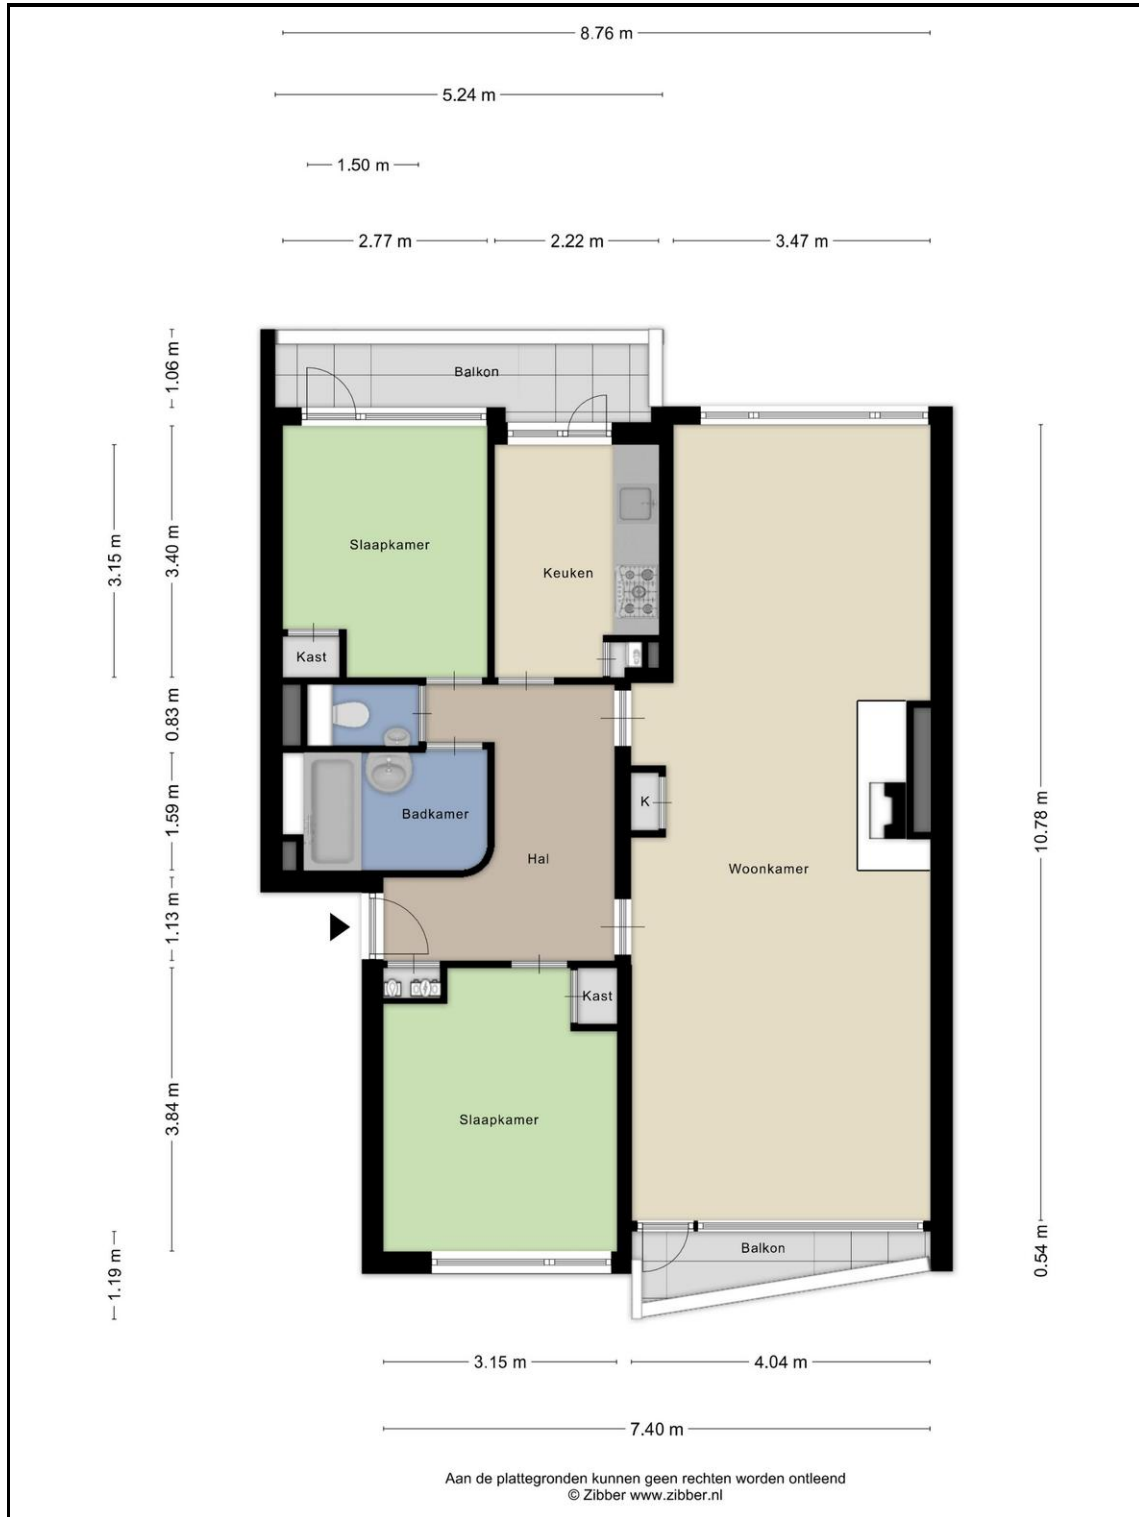 8.76 m
5.24 m
1.50 m
2.77 m
2.22 m
3.47 m
1.06 m
Balkon
3.15 m
3.40 m
Slaapkamer
Keuken
Kast
0.83 m
1.59 m
Badkamer
K
10.78 m
Hal
Woonkamer
1.13 m
Kast
3.84 m
Slaapkamer
1.19 m
Balkon
0.54 m
3.15 m
4.04 m
7.40 m
Aan de plattegronden kunnen geen rechten worden ontleend
© Zibber www.zibber.nl